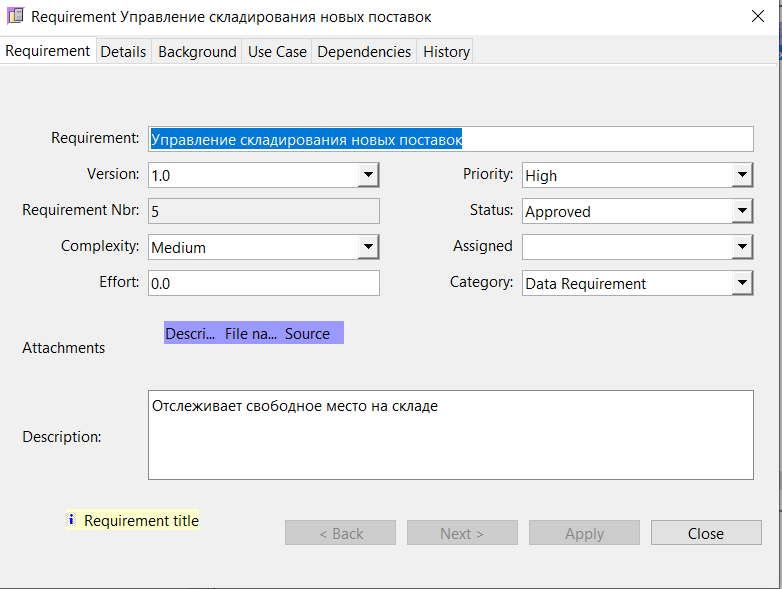 Requirement Управление складирования новых поставок
Requirement Details Background Use Case Dependencies History
Requirement: Управление складирования новых поставок
Version: 1.0 Priority: High
Requirement Nbr: 5 Status: Approved
Complexity: Medium Assigned
Effort: 0.0 Category: Data Requirement
Descri... File na... Source
Attachments
Отслеживает свободное место на складе
Description:
Requirement title
< Back Next > Apply Close